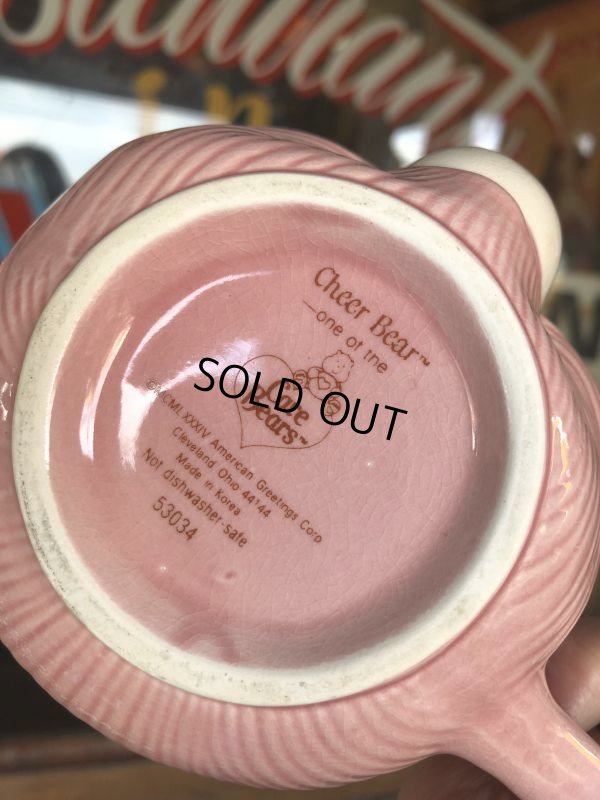 Cheer Bear™
—one of the
Care
Bears™
©MCMLXXXIV American Greetings Corp
Cleveland Ohio 44144
Made in Korea
Not dishwasher-safe
53034
SOLD OUT